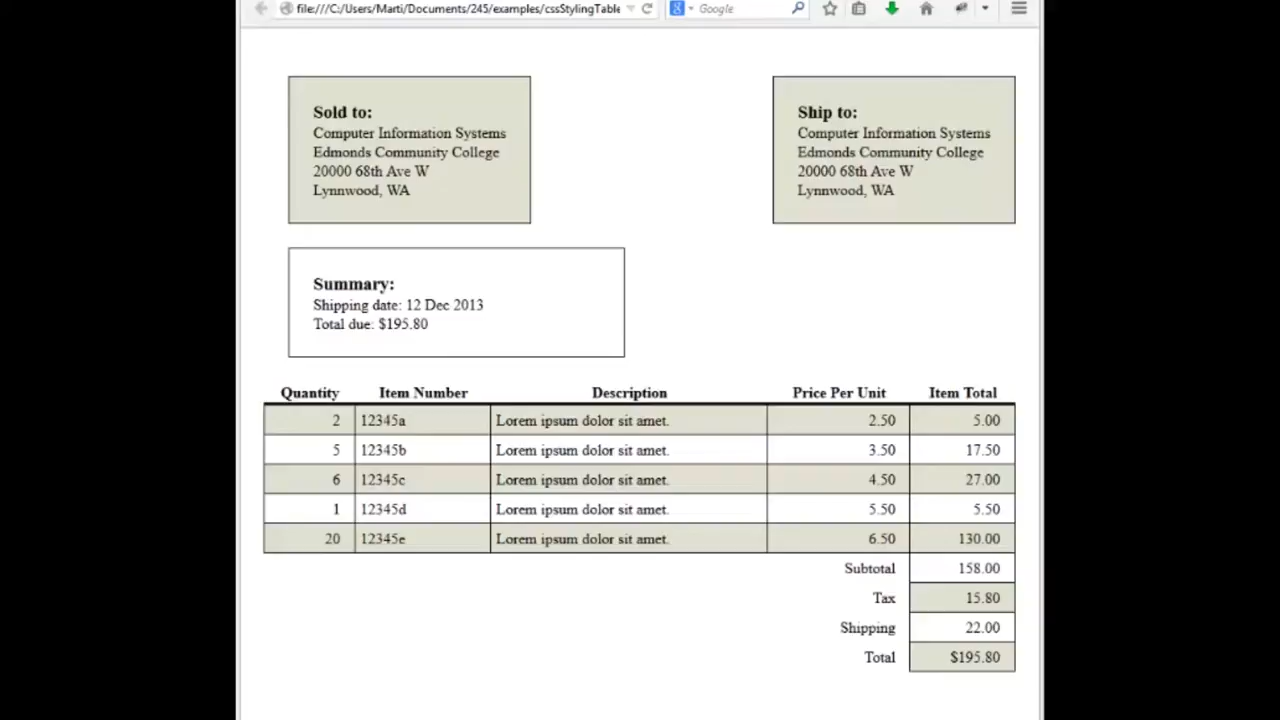 file:///C:/Users/Marti/Documents/245/examples/cssStylingTable
Google
Sold to:
Computer Information Systems
Edmonds Community College
20000 68th Ave W
Lynnwood, WA
Ship to:
Computer Information Systems
Edmonds Community College
20000 68th Ave W
Lynnwood, WA
Summary:
Shipping date: 12 Dec 2013
Total due: $195.80
Quantity Item Number Description Price Per Unit Item Total
2 12345a Lorem ipsum dolor sit amet. 2.50 5.00
5 12345b Lorem ipsum dolor sit amet. 3.50 17.50
6 12345c Lorem ipsum dolor sit amet. 4.50 27.00
1 12345d Lorem ipsum dolor sit amet. 5.50 5.50
20 12345e Lorem ipsum dolor sit amet. 6.50 130.00
Subtotal 158.00
Tax 15.80
Shipping 22.00
Total $195.80